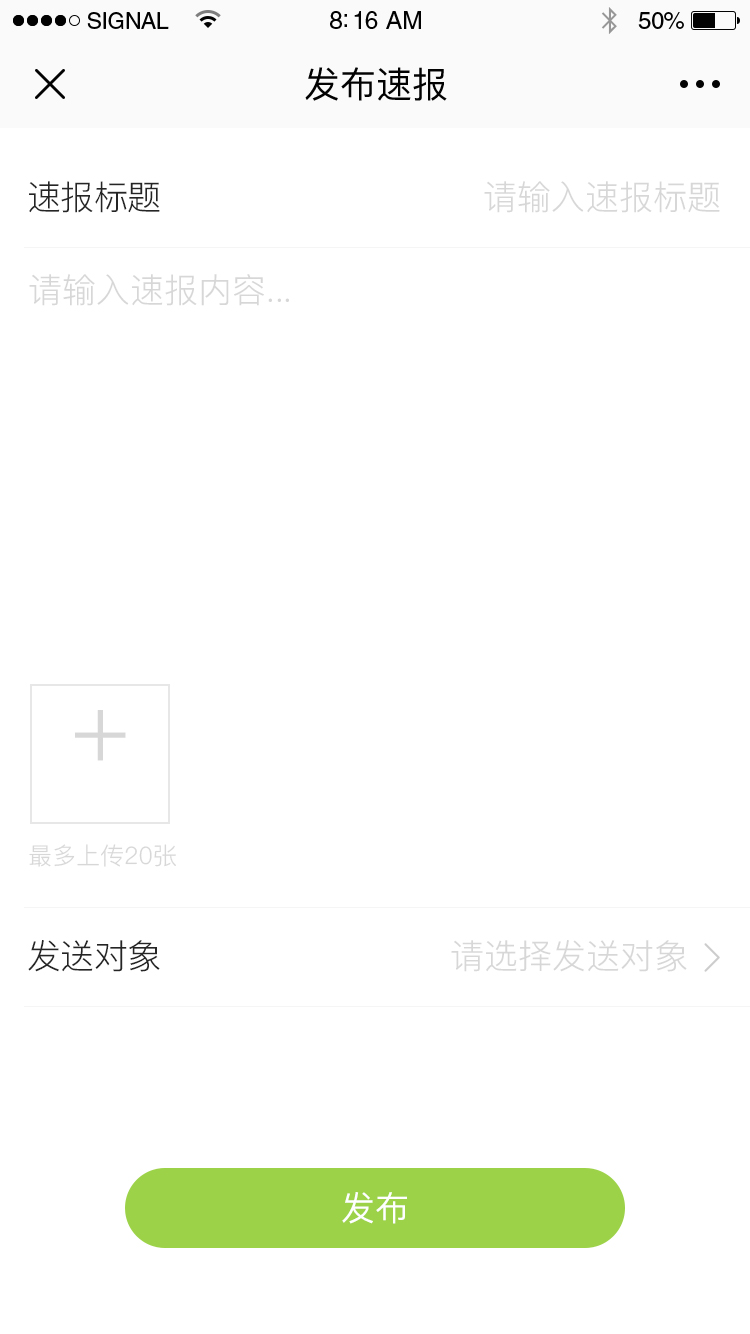 SIGNAL 8:16 AM 50%
发布速报
速报标题 请输入速报标题
请输入速报内容...
最多上传20张
发送对象 请选择发送对象
发布